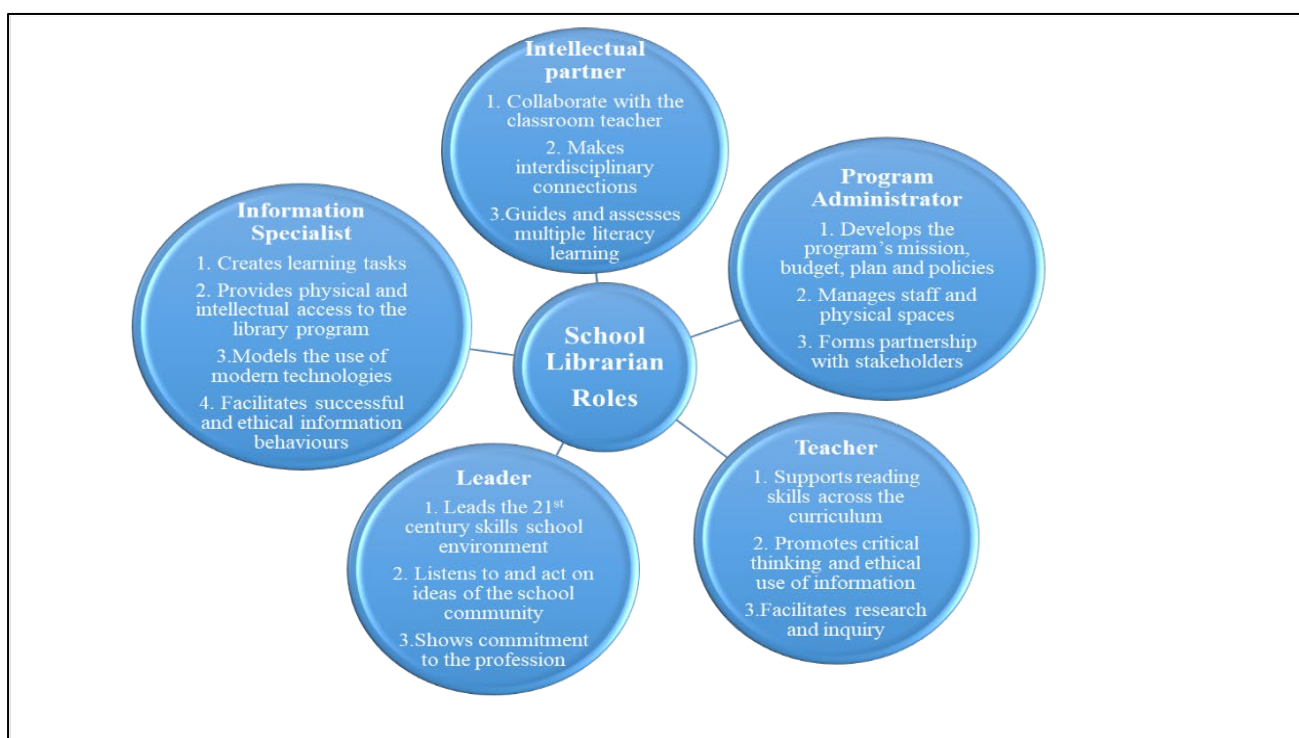 Intellectual
partner
1. Collaborate with the
classroom teacher
2. Makes
interdisciplinary
connections
3.Guides and assesses
multiple literacy
learning
Program
Administrator
1. Develops the
program's mission,
budget, plan and policies
2. Manages staff and
physical spaces
3. Forms partnership
with stakeholders
Information
Specialist
1. Creates learning tasks
2. Provides physical and
intellectual access to the
library program
3.Models the use of
modern technologies
4. Facilitates successful
and ethical information
behaviours
School
Librarian
Roles
Teacher
1. Supports reading
skills across the
curriculum
2. Promotes critical
thinking and ethical
use of information
3.Facilitates research
and inquiry
Leader
1. Leads the 21st
century skills school
environment
2. Listens to and act on
ideas of the school
community
3.Shows commitment
to the profession